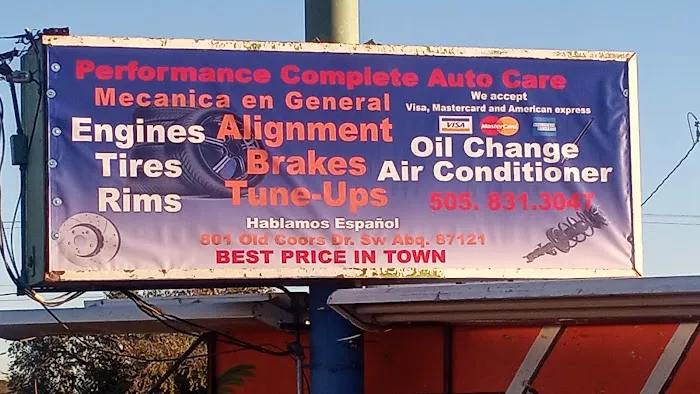 Performance Complete Auto Care
Mecanica en General
We accept
Visa, Mastercard and American express
VISA
MasterCard
Engines
Tires
Rims
Alignment
Brakes
Tune-Ups
Oil Change
Air Conditioner
505. 831.3047
Hablamos Español
801 Old Coors Dr. Sw Abq. 87121
BEST PRICE IN TOWN